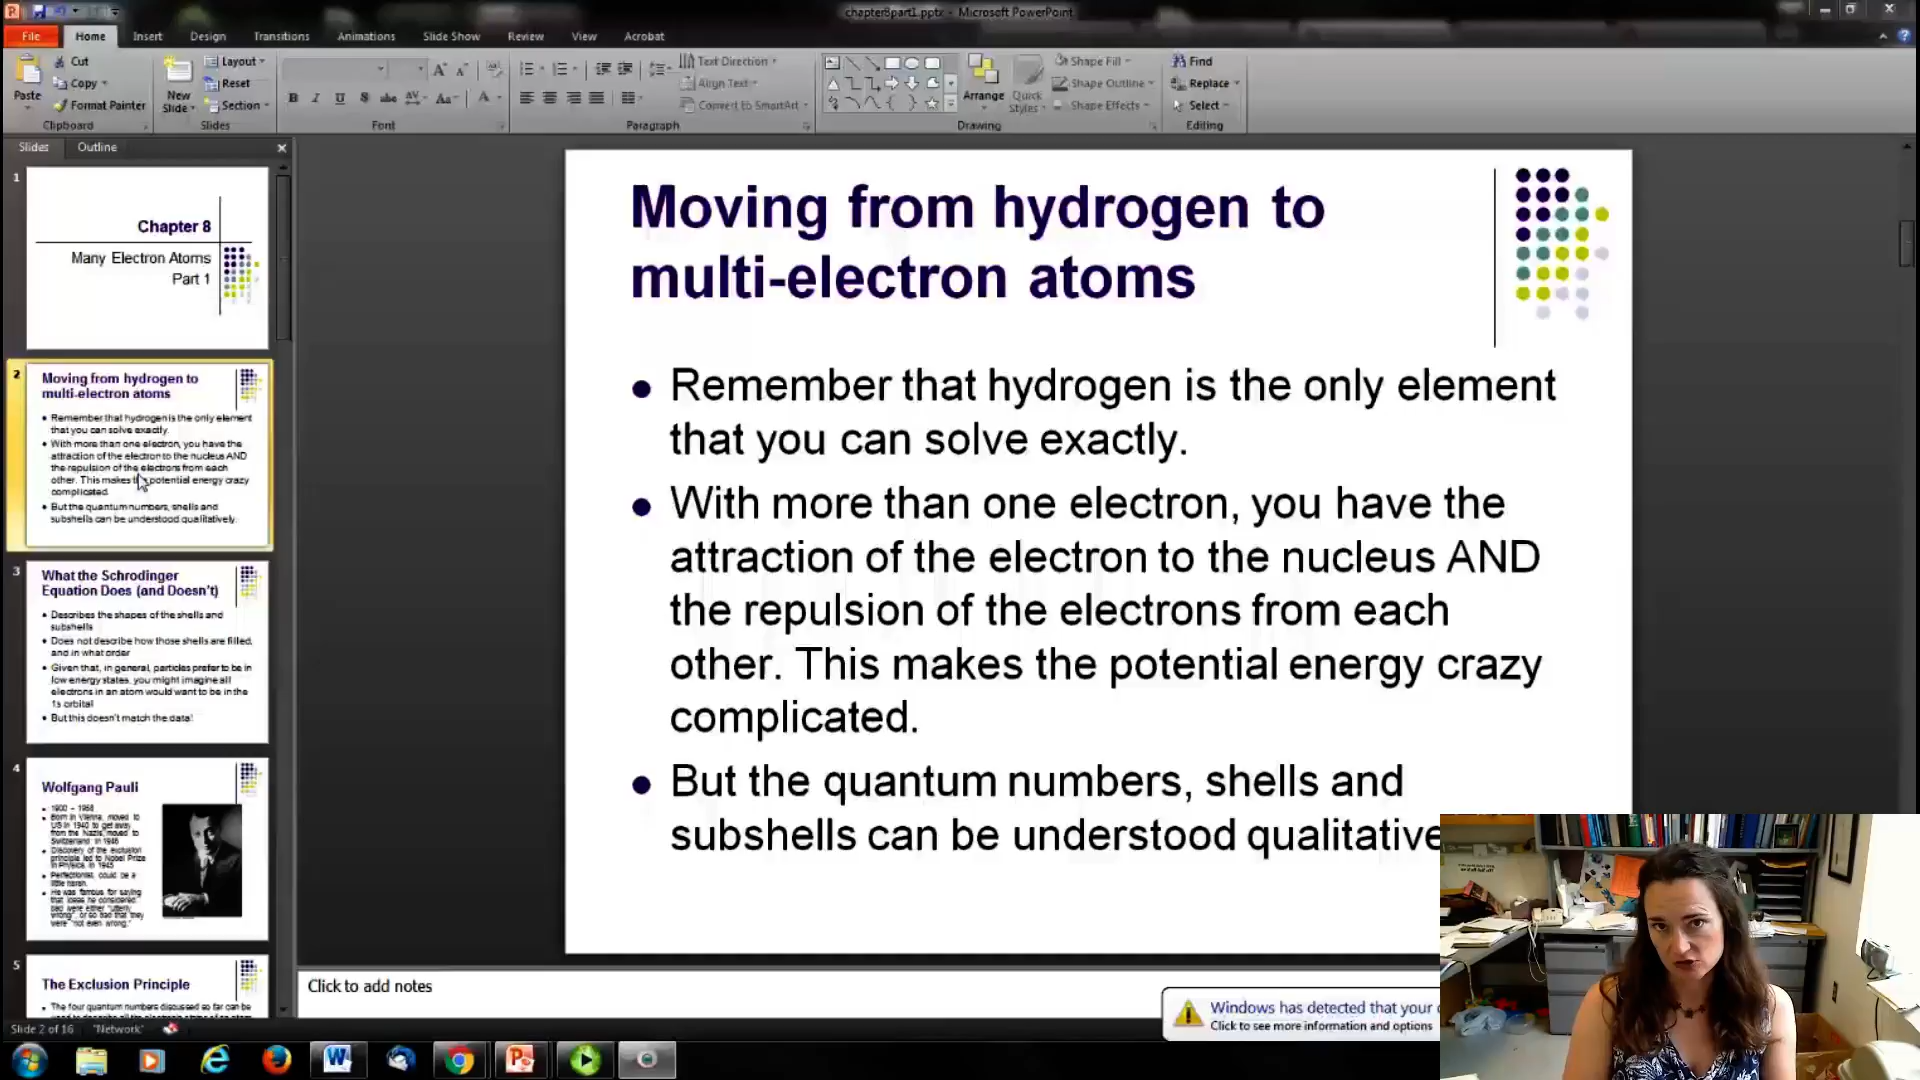 chapter8part1.pptx - Microsoft PowerPoint
File Home Insert Design Transitions Animations Slide Show Review View Acrobat
Paste
Cut
Copy
Format Painter
Clipboard
New Slide
Layout
Reset
Section
Slides
Font
Text Direction
Align Text
Convert to SmartArt
Paragraph
Arrange
Quick Styles
Shape Fill
Shape Outline
Shape Effects
Drawing
Find
Replace
Select
Editing
Slides Outline
1
Chapter 8
Many Electron Atoms
Part 1
2
Moving from hydrogen to
multi-electron atoms
Remember that hydrogen is the only element
that you can solve exactly.
With more than one electron, you have the
attraction of the electron to the nucleus AND
the repulsion of the electrons from each
other. This makes the potential energy crazy
complicated.
But the quantum numbers, shells and
subshells can be understood qualitatively.
3
What the Schrodinger
Equation Does (and Doesn't)
Describes the shapes of the shells and
subshells
Does not describe how those shells are filled,
and in what order
Given that, in general, particles prefer to be in
low energy states, you might imagine all
electrons in an atom would want to be in the
1s orbital
But this doesn't match the data!
4
Wolfgang Pauli
1900 - 1958
Born in Vienna, moved to
US in 1940 to get away
from the Nazis, moved to
Switzerland in 1946
Discovery of the exclusion
principle led to Nobel Prize
in Physics in 1945
Perfectionist, could be a
little harsh.
He was famous for saying
that ideas he considered
bad were either "utterly
wrong", or so bad that they
were "not even wrong."
5
The Exclusion Principle
The four quantum numbers discussed so far can be
Moving from hydrogen to
multi-electron atoms
Remember that hydrogen is the only element
that you can solve exactly.
With more than one electron, you have the
attraction of the electron to the nucleus AND
the repulsion of the electrons from each
other. This makes the potential energy crazy
complicated.
But the quantum numbers, shells and
subshells can be understood qualitative
Click to add notes
Windows has detected that your
Click to see more information and options
Slide 2 of 16 "Network"